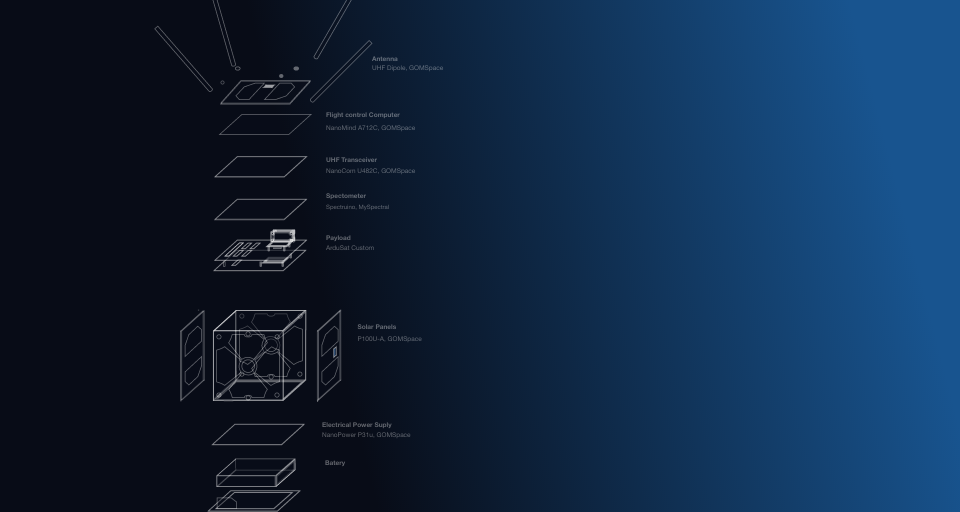 Antenna
UHF Dipole, GOMSpace
Flight control Computer
NanoMind A712C, GOMSpace
UHF Transceiver
NanoCom U482C, GOMSpace
Spectometer
Spectruino, MySpectral
Payload
ArduSat Custom
Solar Panels
P100U-A, GOMSpace
Electrical Power Suply
NanoPower P31u, GOMSpace
Batery